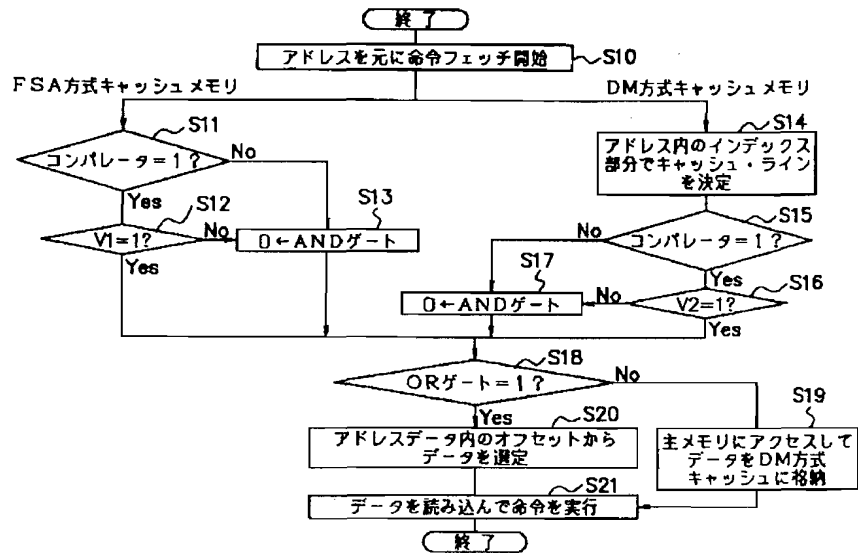 終了
アドレスを元に命令フェッチ開始
S10
FSA方式キャッシュメモリ
DM方式キャッシュメモリ
S11
コンパレータ=1?
No
Yes
S12
V1=1?
No
Yes
S13
0←ANDゲート
S14
アドレス内のインデックス
部分でキャッシュ・ライン
を決定
S15
コンパレータ=1?
No
Yes
S16
V2=1?
No
Yes
S17
0←ANDゲート
S18
ORゲート=1?
No
Yes
S19
主メモリにアクセスして
データをDM方式
キャッシュに格納
S20
アドレスデータ内のオフセットから
データを選定
S21
データを読み込んで命令を実行
終了